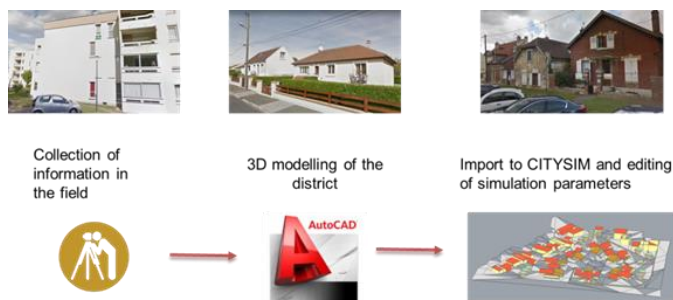 Collection of
information in
the field
3D modelling of the
district
Import to CITYSIM and editing
of simulation parameters
AutoCAD